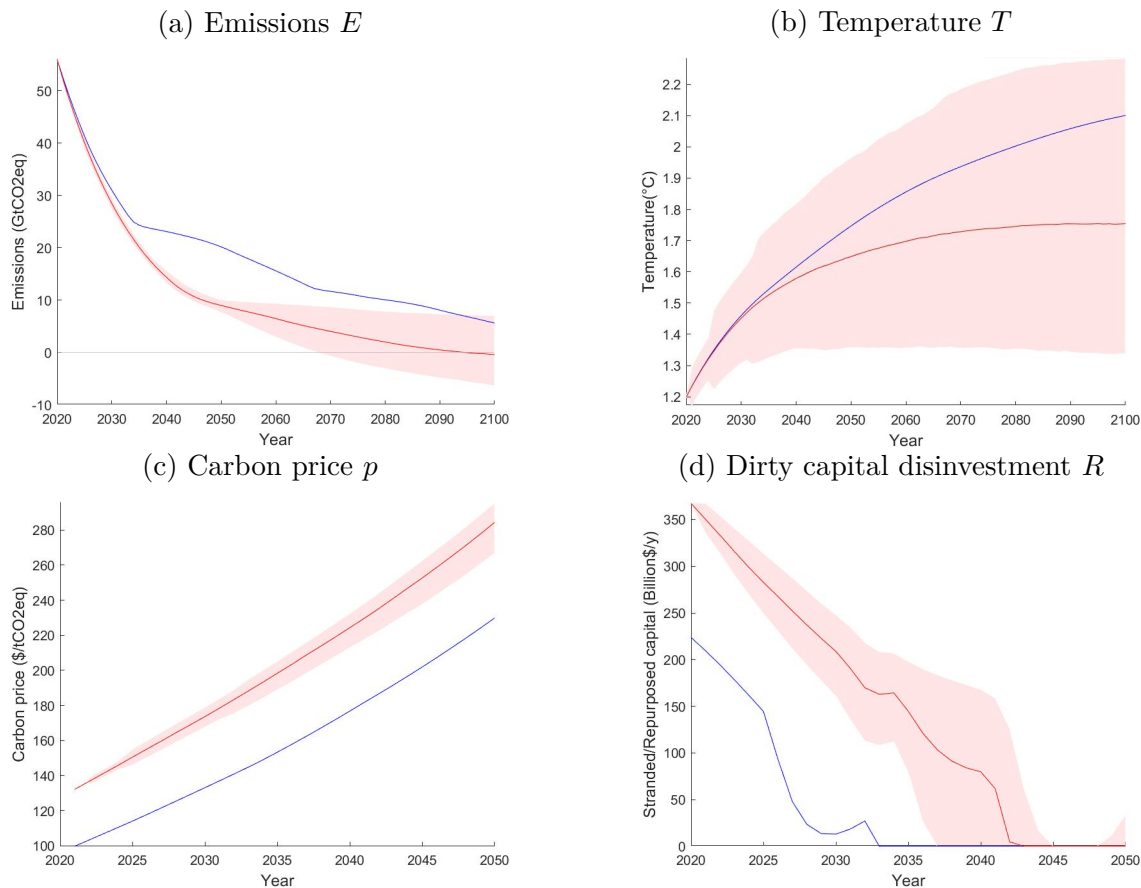 (a) Emissions E
(b) Temperature T
Emissions (GtCO2eq)
50
40
30
20
10
0
-10
2020 2030 2040 2050 2060 2070 2080 2090 2100
Year
Temperature(°C)
2.2
2.1
2
1.9
1.8
1.7
1.6
1.5
1.4
1.3
1.2
2020 2030 2040 2050 2060 2070 2080 2090 2100
Year
(c) Carbon price p
(d) Dirty capital disinvestment R
Carbon price ($/tCO2eq)
280
260
240
220
200
180
160
140
120
100
2020 2025 2030 2035 2040 2045 2050
Year
Stranded/Repurposed capital (Billion$/y)
350
300
250
200
150
100
50
0
2020 2025 2030 2035 2040 2045 2050
Year